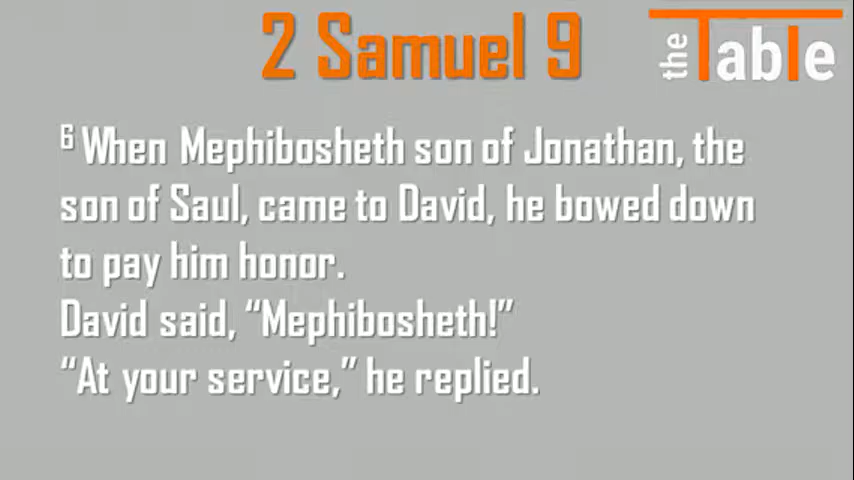 2 Samuel 9
the Table
6 When Mephibosheth son of Jonathan, the
son of Saul, came to David, he bowed down
to pay him honor.
David said, “Mephibosheth!”
“At your service,” he replied.